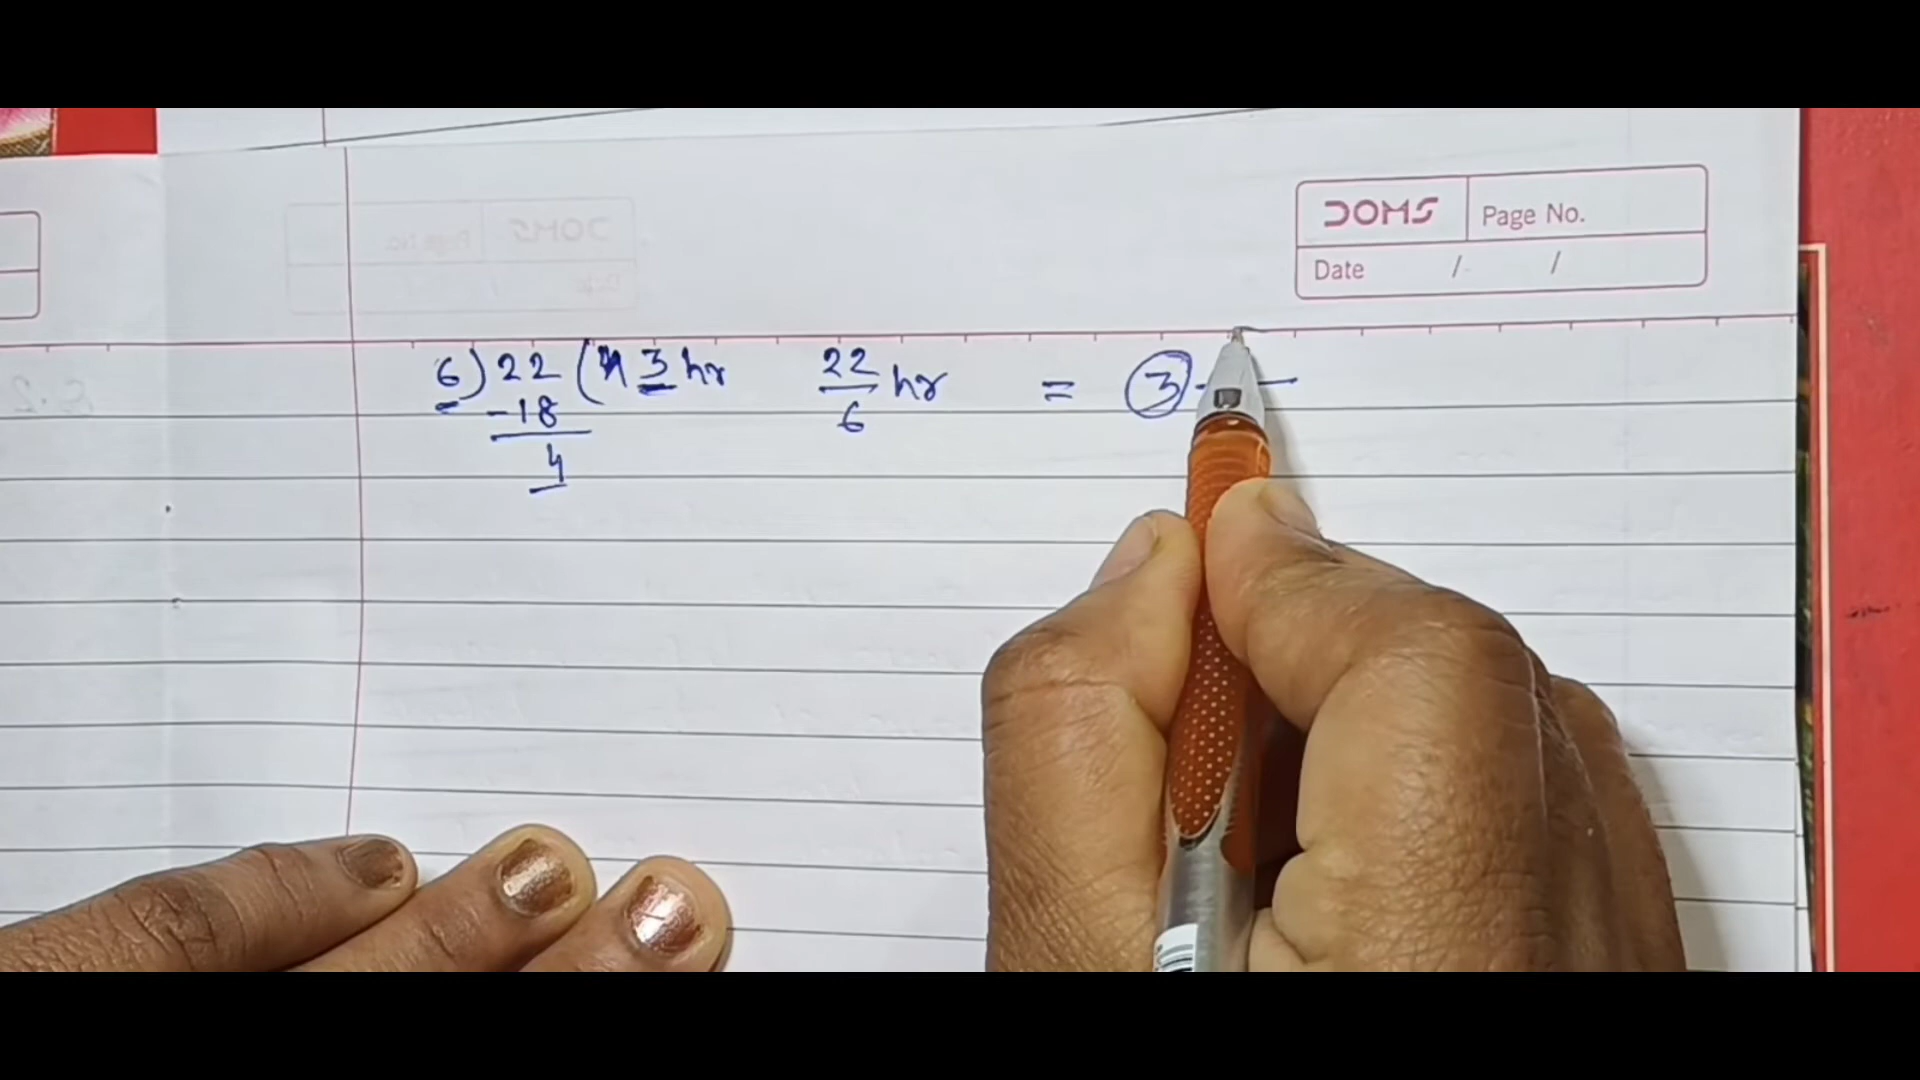 DOMS Page No.
Date / /
6) 22 ( 3 hr 22/6 hr = 3
-18
4